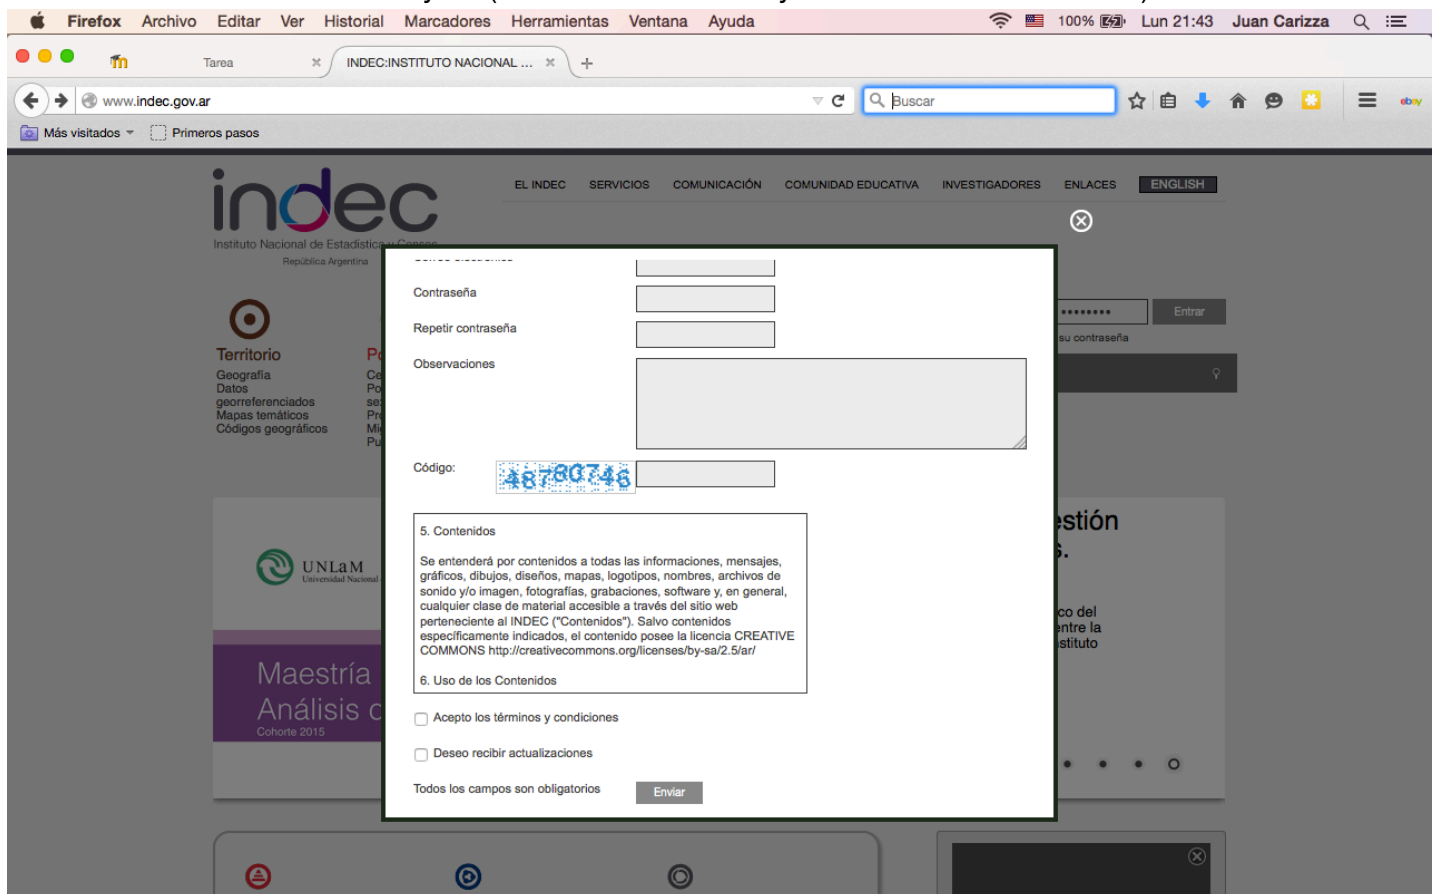 Firefox Archivo Editar Ver Historial Marcadores Herramientas Ventana Ayuda 100% Lun 21:43 Juan Carizza
Tarea INDEC:INSTITUTO NACIONAL ...
www.indec.gov.ar Buscar ebay
Más visitados Primeros pasos
indec
EL INDEC SERVICIOS COMUNICACIÓN COMUNIDAD EDUCATIVA INVESTIGADORES ENLACES ENGLISH
Instituto Nacional de Estadística y Censos
República Argentina
Correo electrónico
Contraseña
Repetir contraseña
Entrar
su contraseña
Territorio
Geografía
Datos
georreferenciados
Mapas temáticos
Códigos geográficos
Observaciones
Código: 48780746
5. Contenidos
Se entenderá por contenidos a todas las informaciones, mensajes,
gráficos, dibujos, diseños, mapas, logotipos, nombres, archivos de
sonido y/o imagen, fotografías, grabaciones, software y, en general,
cualquier clase de material accesible a través del sitio web
perteneciente al INDEC ("Contenidos"). Salvo contenidos
específicamente indicados, el contenido posee la licencia CREATIVE
COMMONS http://creativecommons.org/licenses/by-sa/2.5/ar/
6. Uso de los Contenidos
Acepto los términos y condiciones
Deseo recibir actualizaciones
Todos los campos son obligatorios Enviar
UNLaM
Universidad Nacional
Maestría
Análisis
Cohorte 2015
estión
s.
co del
entre la
stituto